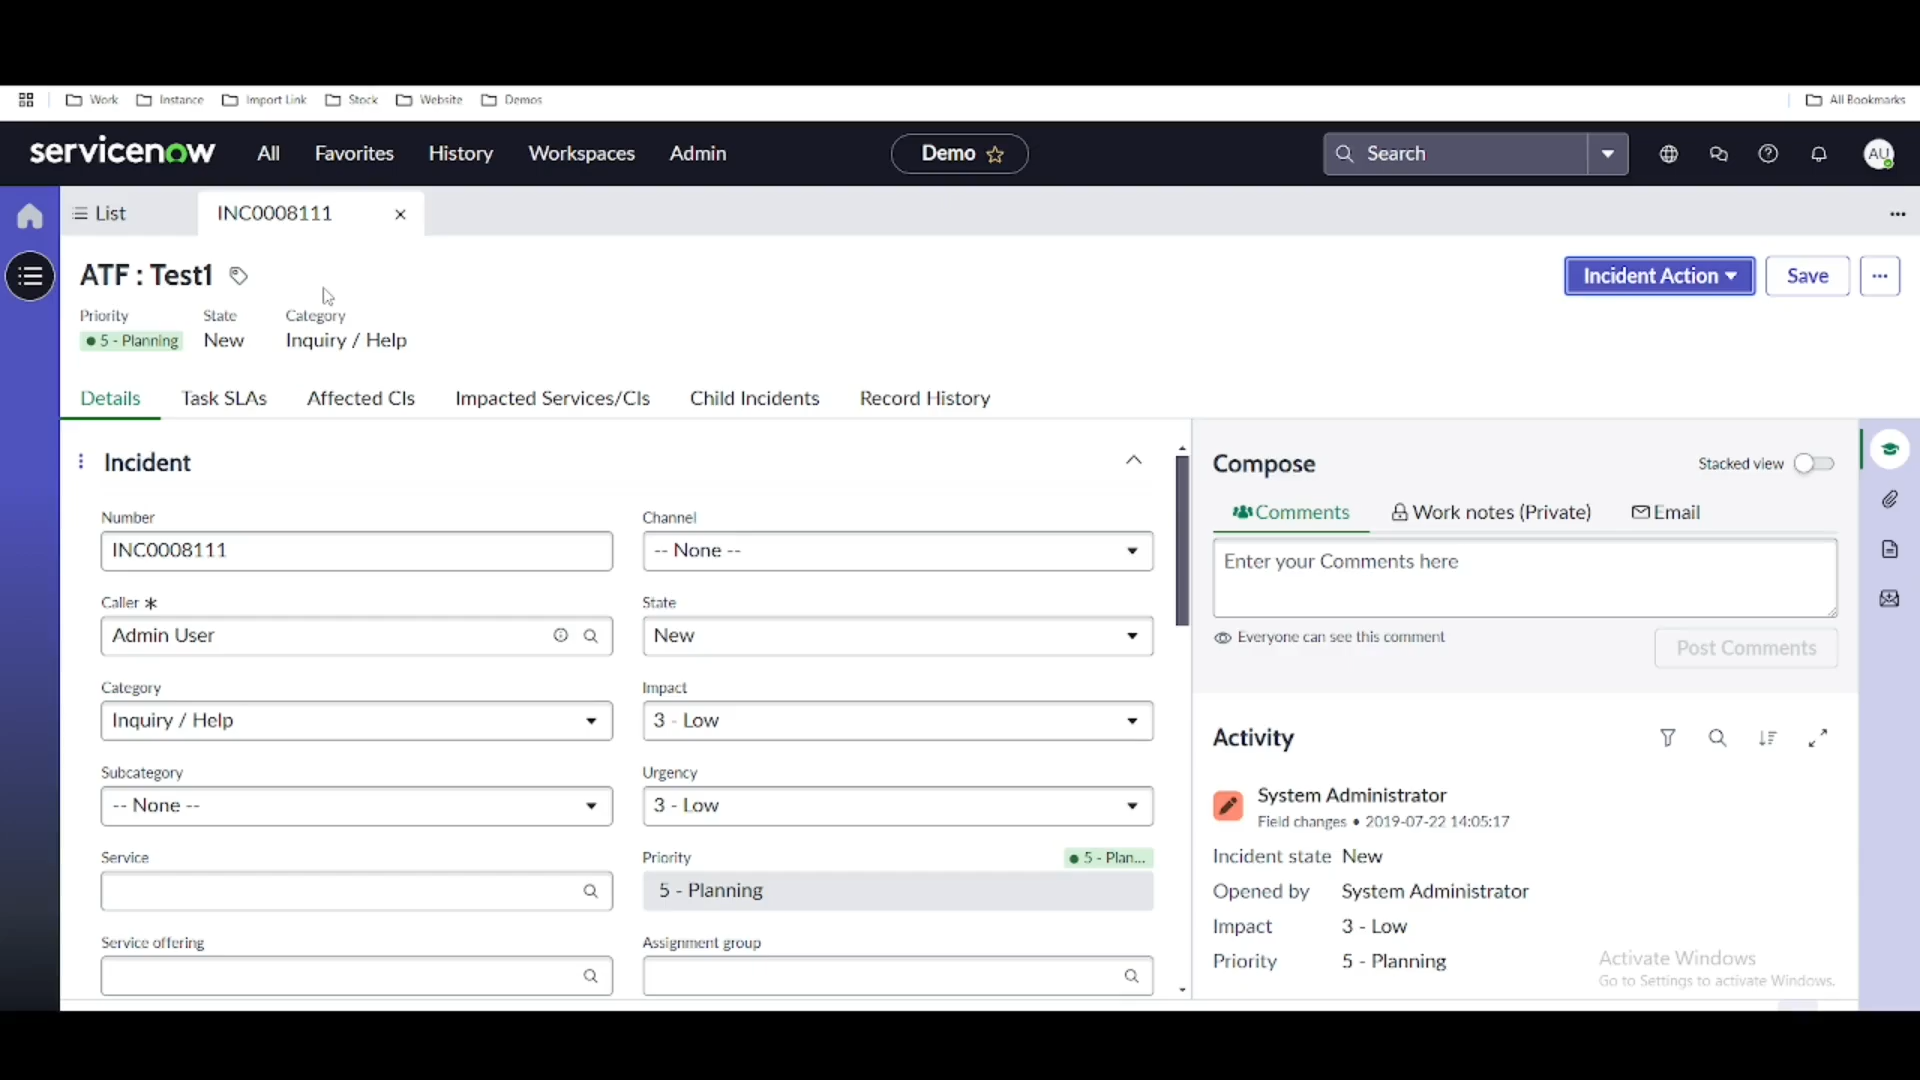 Work Instance Import Link Stock Website Demos All Bookmarks
servicenow All Favorites History Workspaces Admin Demo Search AU
List INC0008111
ATF : Test1 Incident Action Save
Priority State Category
5 - Planning New Inquiry / Help
Details Task SLAs Affected CIs Impacted Services/CIs Child Incidents Record History
Incident
Number
INC0008111
Channel
-- None --
Caller *
Admin User
State
New
Category
Inquiry / Help
Impact
3 - Low
Subcategory
-- None --
Urgency
3 - Low
Service
Priority 5 - Plan...
5 - Planning
Service offering
Assignment group
Compose Stacked view
Comments Work notes (Private) Email
Enter your Comments here
Everyone can see this comment
Post Comments
Activity
System Administrator
Field changes • 2019-07-22 14:05:17
Incident state New
Opened by System Administrator
Impact 3 - Low
Priority 5 - Planning
Activate Windows
Go to Settings to activate Windows.